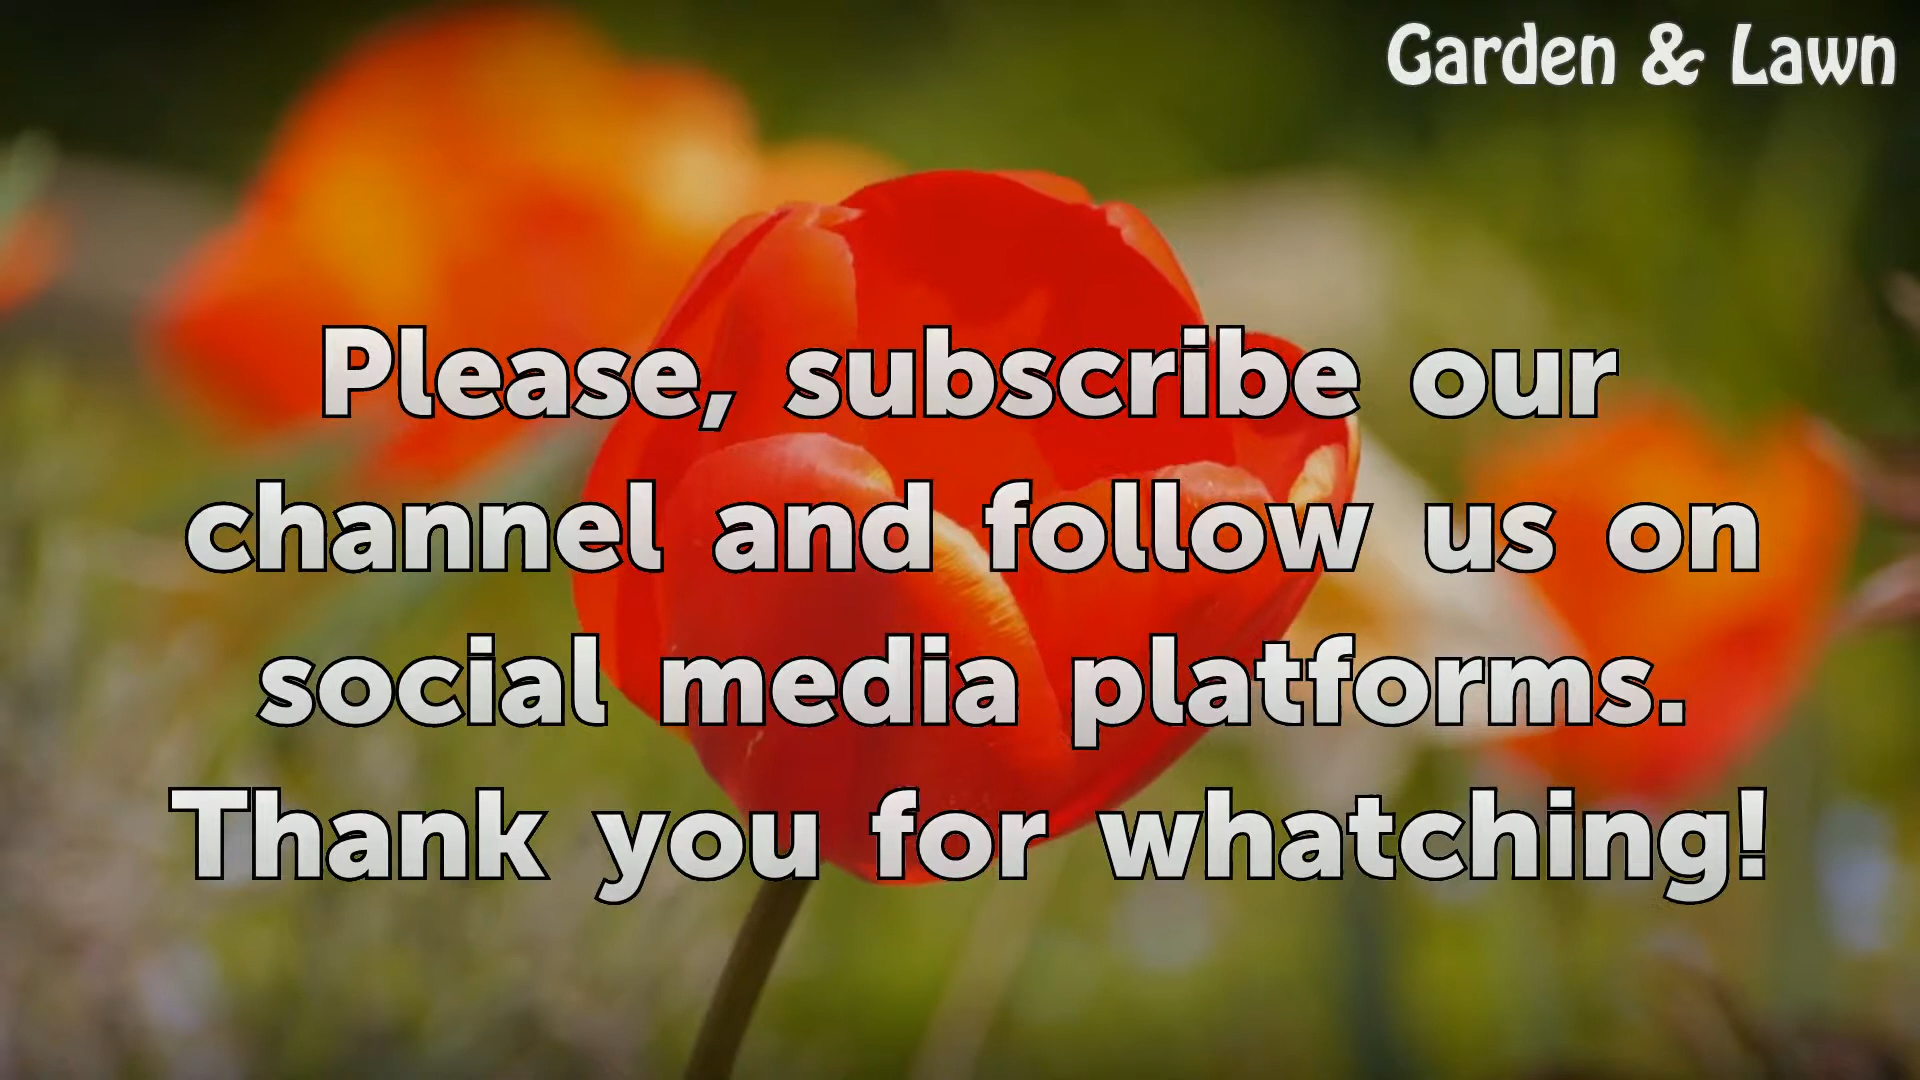 Garden & Lawn
Please, subscribe our
channel and follow us on
social media platforms.
Thank you for whatching!